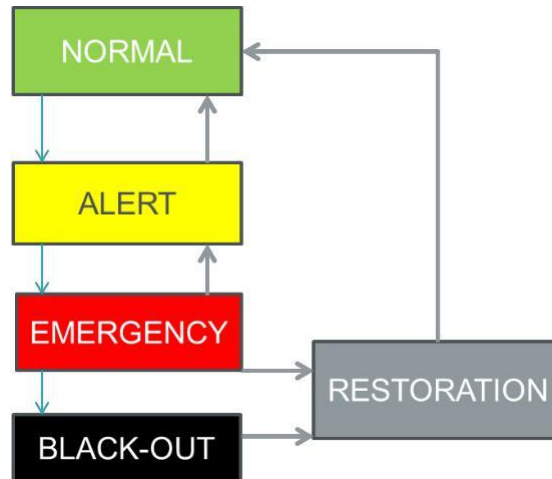 NORMAL
ALERT
EMERGENCY
RESTORATION
BLACK-OUT